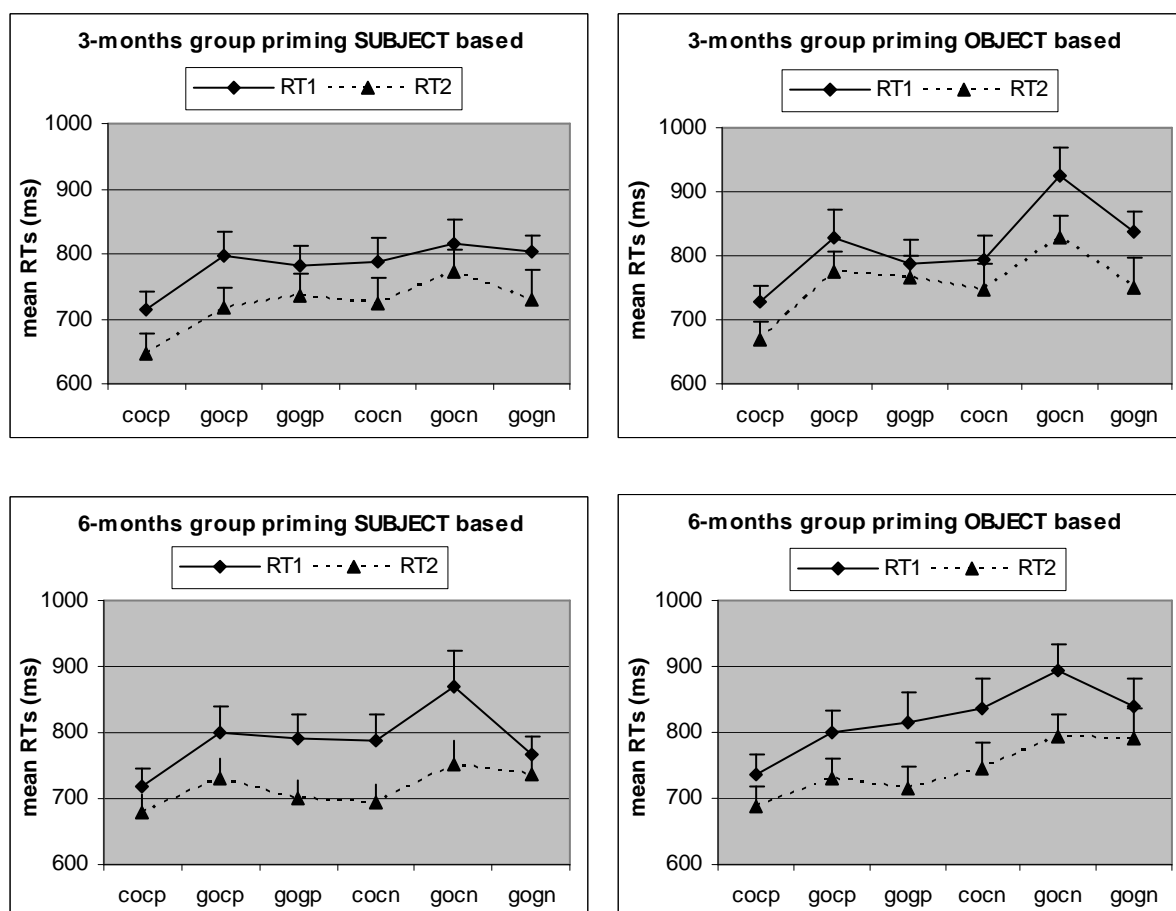 3-months group priming SUBJECT based
RT1 RT2
mean RTs (ms)
1000
900
800
700
600
cocp gocp gogp cocn gocn gogn
3-months group priming OBJECT based
RT1 RT2
mean RTs (ms)
1000
900
800
700
600
cocp gocp gogp cocn gocn gogn
6-months group priming SUBJECT based
RT1 RT2
mean RTs (ms)
1000
900
800
700
600
cocp gocp gogp cocn gocn gogn
6-months group priming OBJECT based
RT1 RT2
mean RTs (ms)
1000
900
800
700
600
cocp gocp gogp cocn gocn gogn